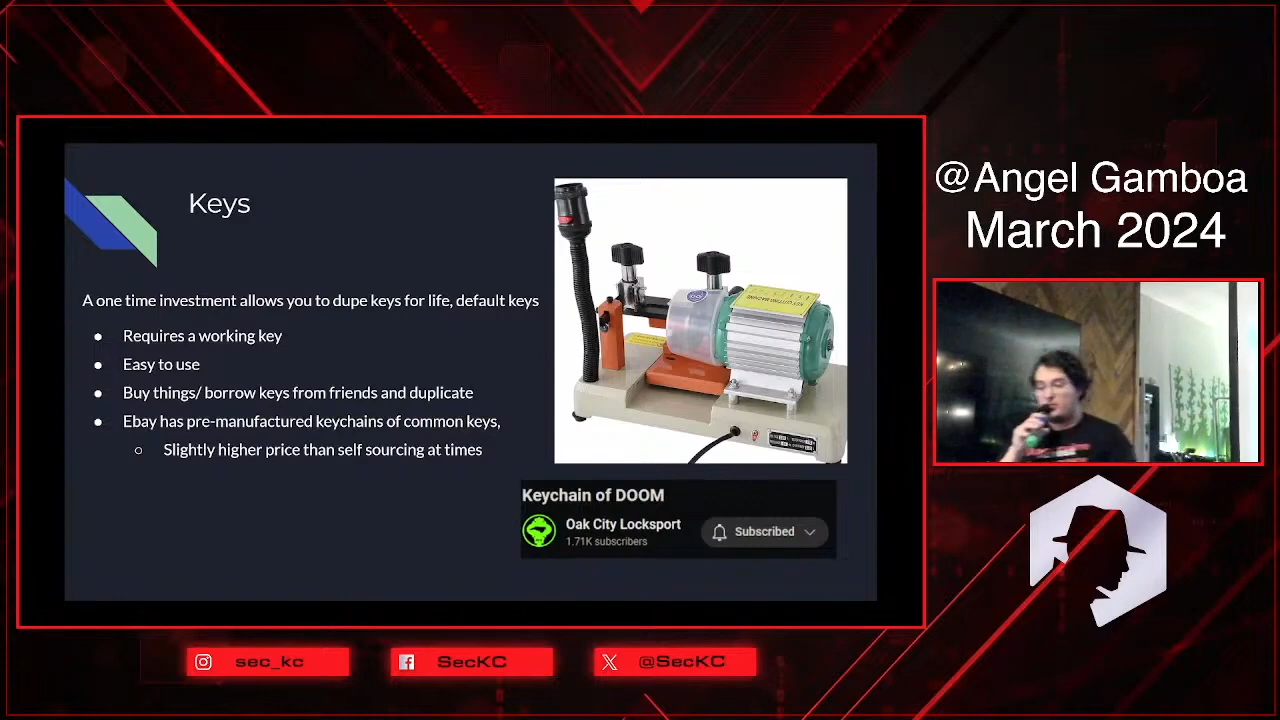 Keys
A one time investment allows you to dupe keys for life, default keys
● Requires a working key
● Easy to use
● Buy things/ borrow keys from friends and duplicate
● Ebay has pre-manufactured keychains of common keys,
○ Slightly higher price than self sourcing at times
Keychain of DOOM
Oak City Locksport
1.71K subscribers
Subscribed
@Angel Gamboa
March 2024
sec_kc
SecKC
@SecKC